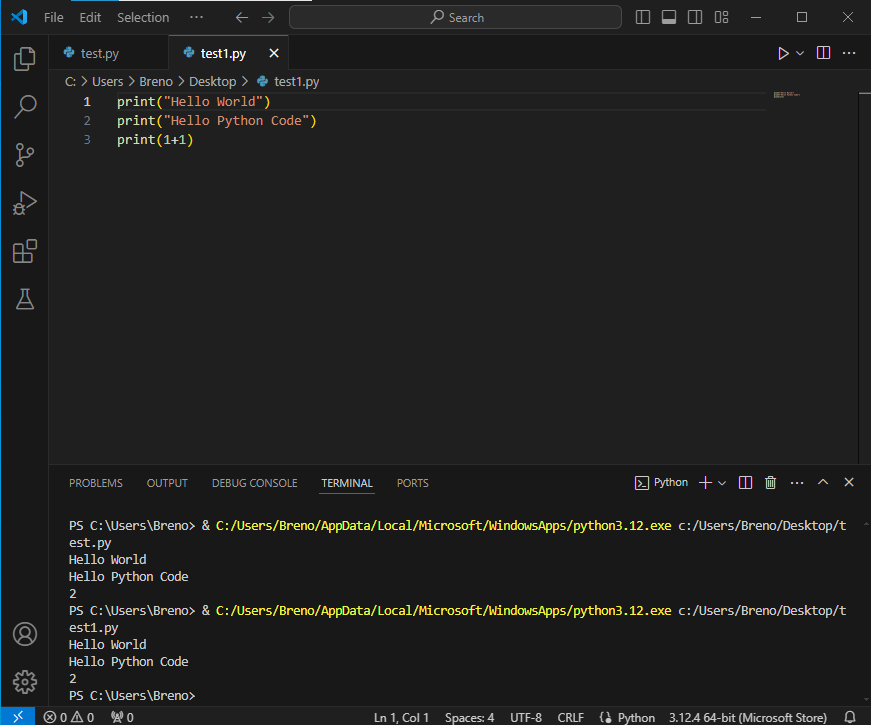 File Edit Selection ··· Search
test.py test1.py
C: > Users > Breno > Desktop > test1.py
1 print("Hello World")
2 print("Hello Python Code")
3 print(1+1)
PROBLEMS OUTPUT DEBUG CONSOLE TERMINAL PORTS Python
PS C:\Users\Breno> & C:/Users/Breno/AppData/Local/Microsoft/WindowsApps/python3.12.exe c:/Users/Breno/Desktop/t
est.py
Hello World
Hello Python Code
2
PS C:\Users\Breno> & C:/Users/Breno/AppData/Local/Microsoft/WindowsApps/python3.12.exe c:/Users/Breno/Desktop/t
est1.py
Hello World
Hello Python Code
2
PS C:\Users\Breno>
0 0 0 Ln 1, Col 1 Spaces: 4 UTF-8 CRLF Python 3.12.4 64-bit (Microsoft Store)